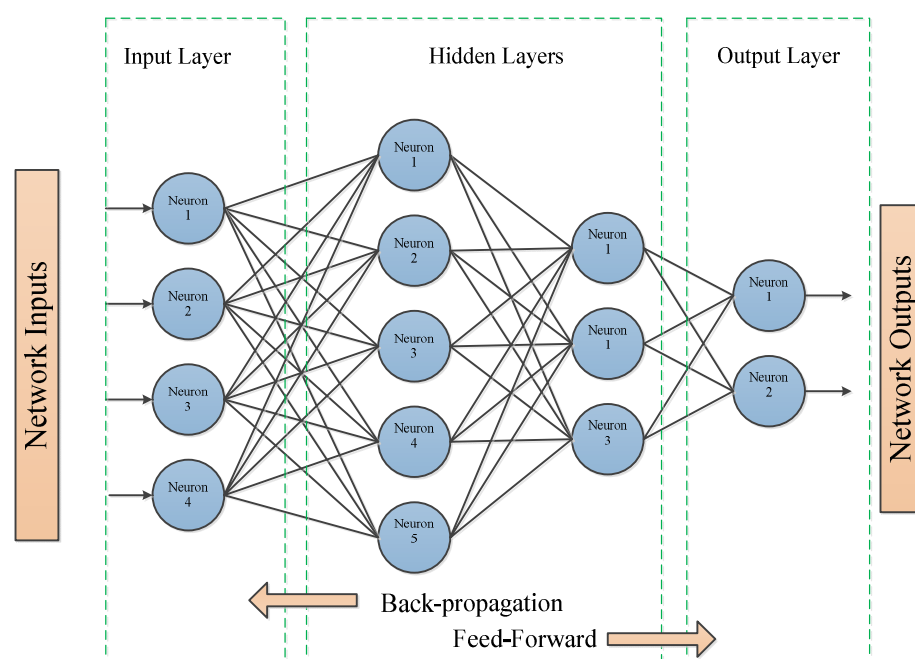 Input Layer
Hidden Layers
Output Layer
Network Inputs
Neuron
1
Neuron
2
Neuron
3
Neuron
4
Neuron
1
Neuron
2
Neuron
3
Neuron
4
Neuron
5
Neuron
1
Neuron
1
Neuron
3
Neuron
1
Neuron
2
Network Outputs
Back-propagation
Feed-Forward